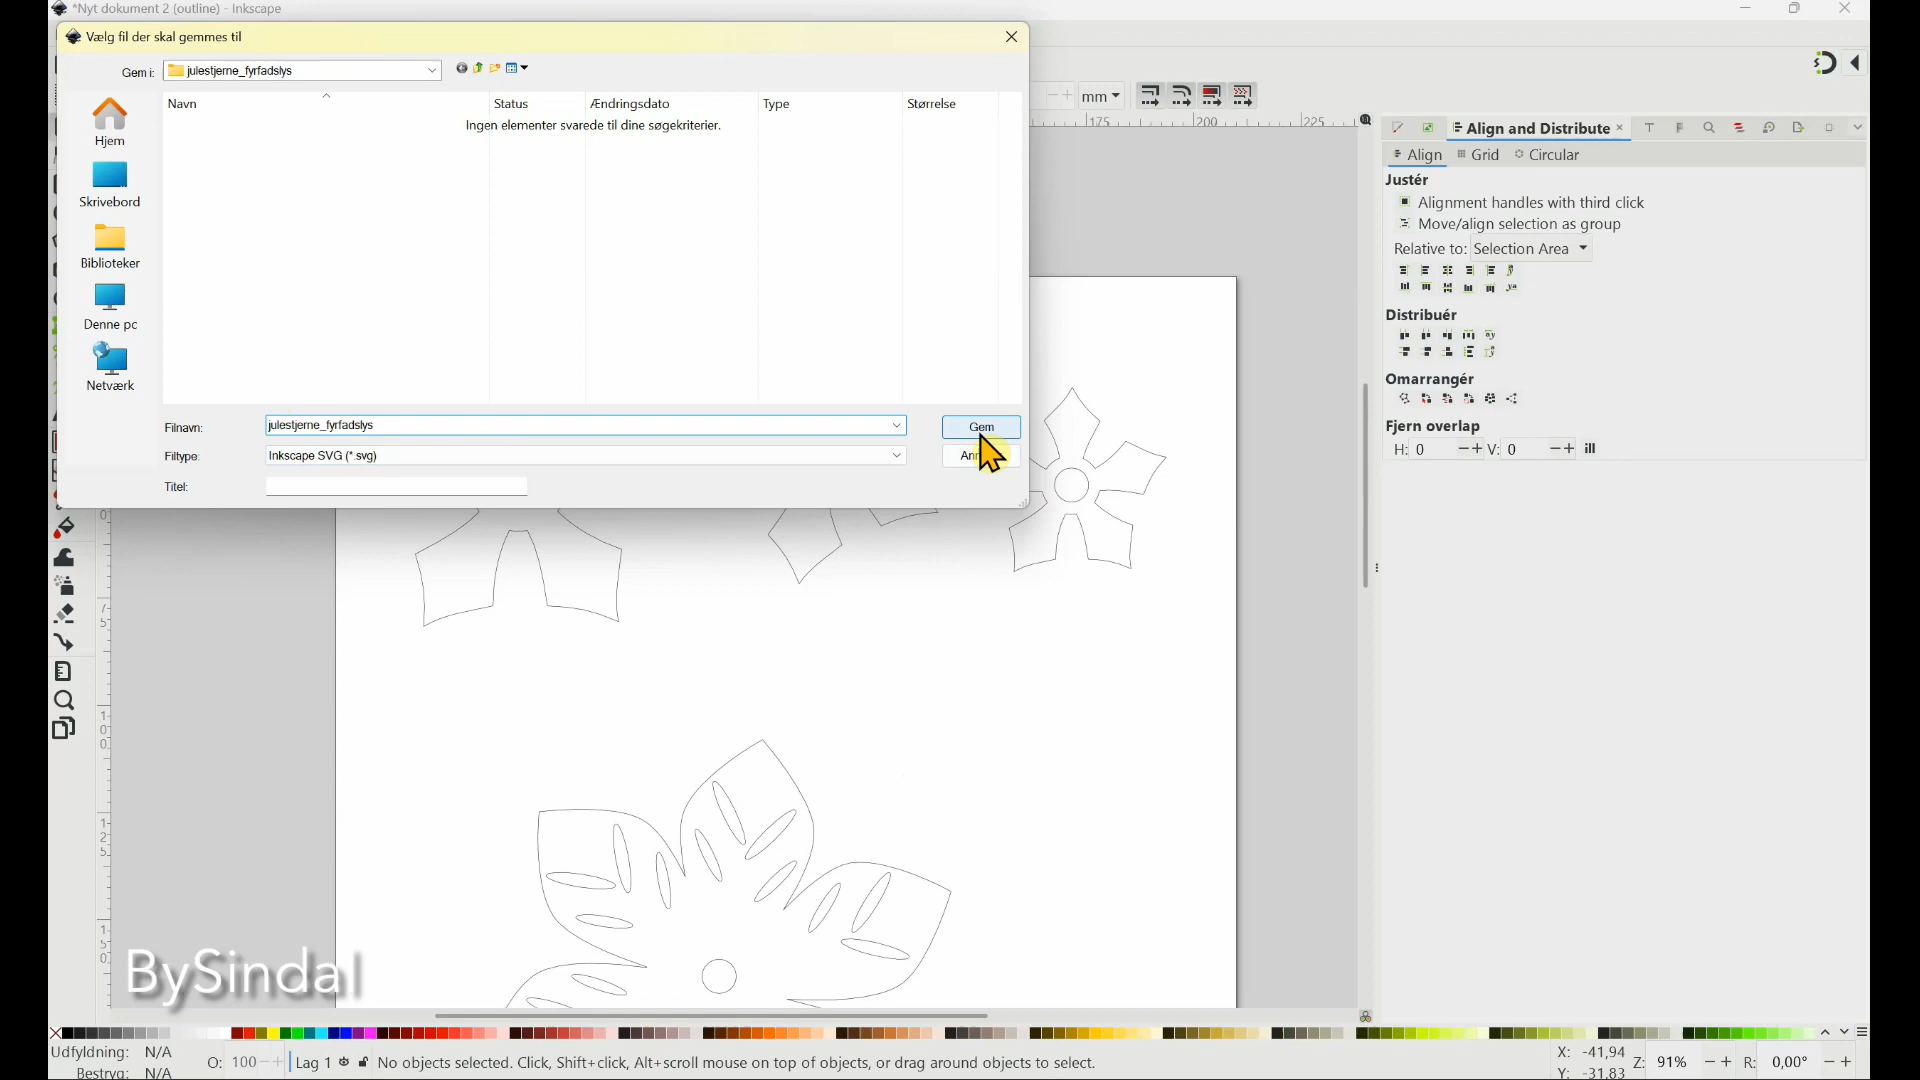 *Nyt dokument 2 (outline) - Inkscape
Vælg fil der skal gemmes til
Gem i:
julestjerne_fyrfadslys
Navn
Status
Ændringsdato
Type
Størrelse
Ingen elementer svarede til dine søgekriterier.
Hjem
Skrivebord
Biblioteker
Denne pc
Netværk
Filnavn:
julestjerne_fyrfadslys
Gem
Filtype:
Inkscape SVG (*.svg)
Titel:
mm
175
200
225
Align and Distribute
Align
Grid
Circular
Justér
Alignment handles with third click
Move/align selection as group
Relative to: Selection Area
Distribuér
Omarrangér
Fjern overlap
H: 0
V: 0
BySindal
Udfyldning: N/A
Bestryg: N/A
O: 100
Lag 1
No objects selected. Click, Shift+click, Alt+scroll mouse on top of objects, or drag around objects to select.
X: -41,94
Y: -31,83
Z: 91%
R: 0,00°